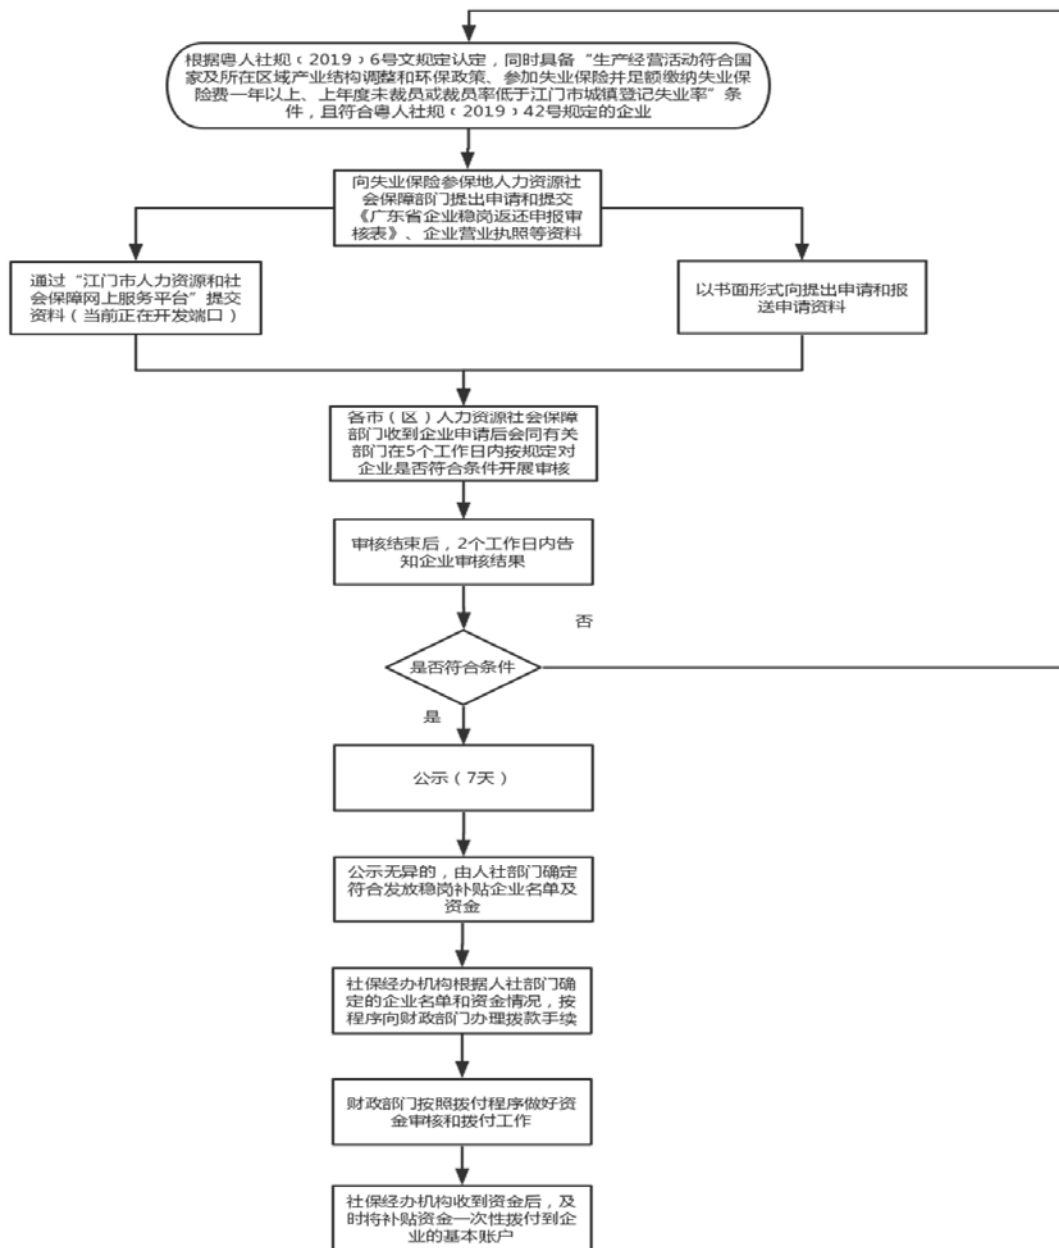 根据粤人社规﹙2019﹚6号文规定认定，同时具备“生产经营活动符合国
家及所在区域产业结构调整和环保政策、参加失业保险并足额缴纳失业保
险费一年以上、上年度未裁员或裁员率低于江门市城镇登记失业率”条
件，且符合粤人社规﹙2019﹚42号规定的企业
向失业保险参保地人力资源社
会保障部门提出申请和提交
《广东省企业稳岗返还申报审
核表》、企业营业执照等资料
通过“江门市人力资源和社
会保障网上服务平台”提交
资料（当前正在开发端口）
以书面形式向提出申请和报
送申请资料
各市（区）人力资源社会保障
部门收到企业申请后会同有关
部门在5个工作日内按规定对
企业是否符合条件开展审核
审核结束后，2个工作日内告
知企业审核结果
否
是否符合条件
是
公示（7天）
公示无异的，由人社部门确定
符合发放稳岗补贴企业名单及
资金
社保经办机构根据人社部门确
定的企业名单和资金情况，按
程序向财政部门办理拨款手续
财政部门按照拨付程序做好资
金审核和拨付工作
社保经办机构收到资金后，及
时将补贴资金一次性拨付到企
业的基本账户